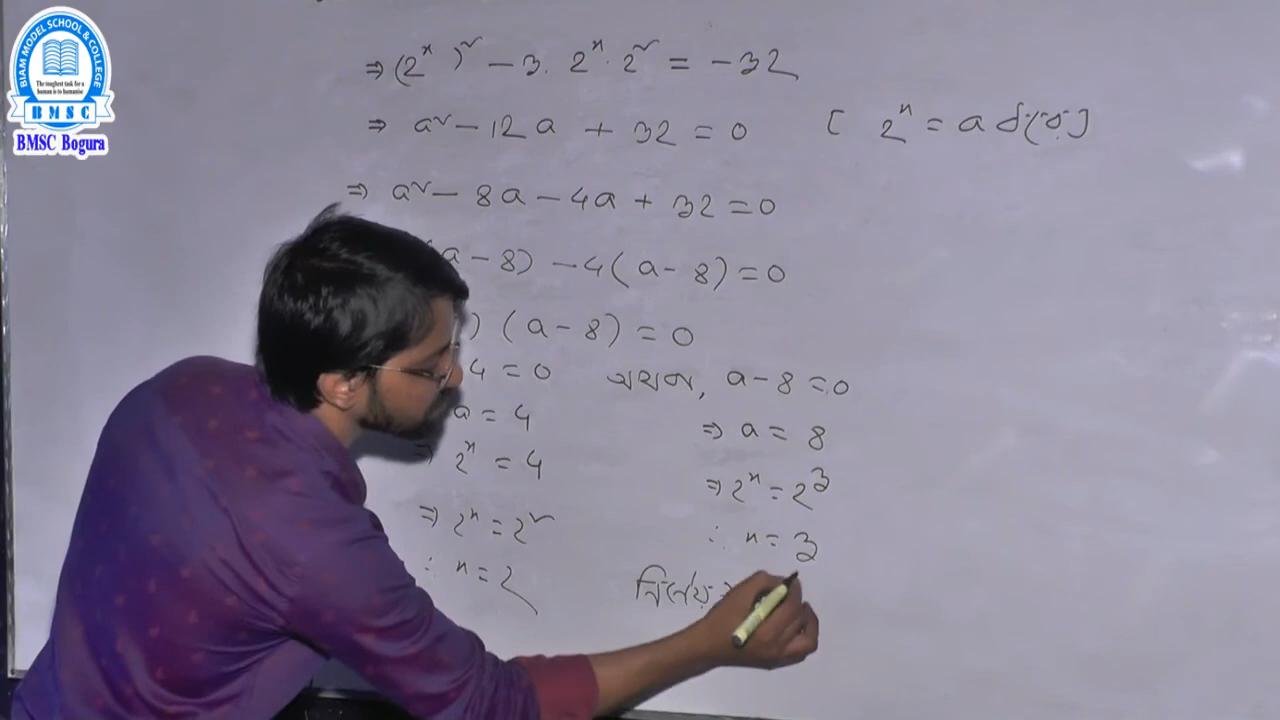 BIAM MODEL SCHOOL & COLLEGE
The toughest task for a
human is to humanise
B M S C
BMSC Bogura
⇒ (2ˣ)² − 3. 2ˣ. 2² = −32
⇒ a² − 12a + 32 = 0 [ 2ˣ = a ধরে]
⇒ a² − 8a − 4a + 32 = 0
a − 8) − 4(a − 8) = 0
) (a − 8) = 0
4 = 0 অথবা, a − 8 = 0
a = 4 ⇒ a = 8
⇒ 2ˣ = 4 ⇒ 2ˣ = 2³
⇒ 2ˣ = 2² ∴ x = 3
∴ x = 2 নির্ণেয়